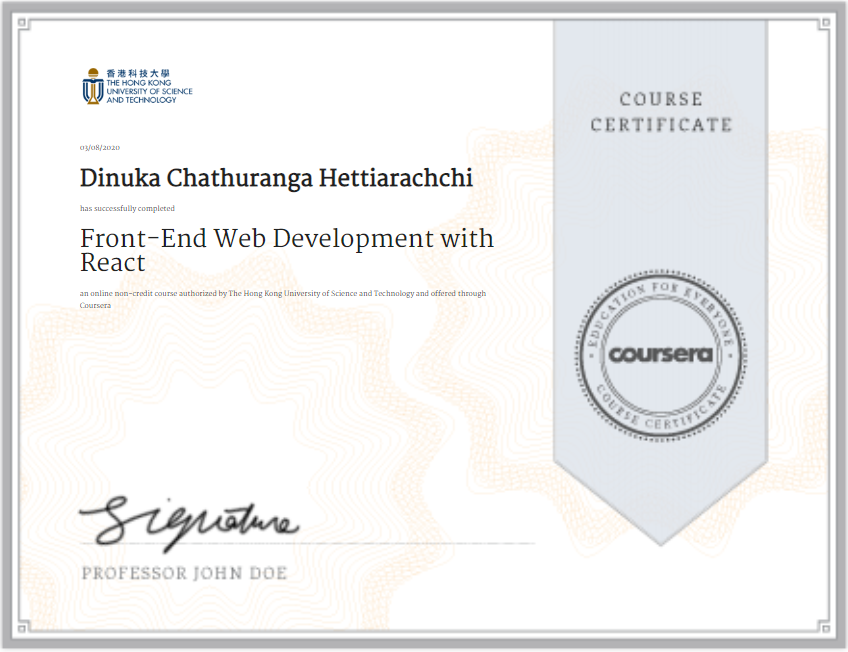 香港科技大學
THE HONG KONG
UNIVERSITY OF SCIENCE
AND TECHNOLOGY
03/08/2020
Dinuka Chathuranga Hettiarachchi
has successfully completed
Front-End Web Development with
React
an online non-credit course authorized by The Hong Kong University of Science and Technology and offered through
Coursera
Signature
PROFESSOR JOHN DOE
COURSE
CERTIFICATE
EDUCATION FOR EVERYONE
coursera
COURSE CERTIFICATE